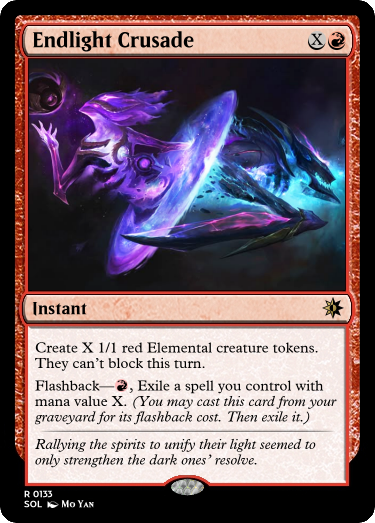 Endlight Crusade X
Instant
Create X 1/1 red Elemental creature tokens.
They can't block this turn.
Flashback—, Exile a spell you control with
mana value X. (You may cast this card from your
graveyard for its flashback cost. Then exile it.)
Rallying the spirits to unify their light seemed to
only strengthen the dark ones' resolve.
R 0133
SOL Mo Yan